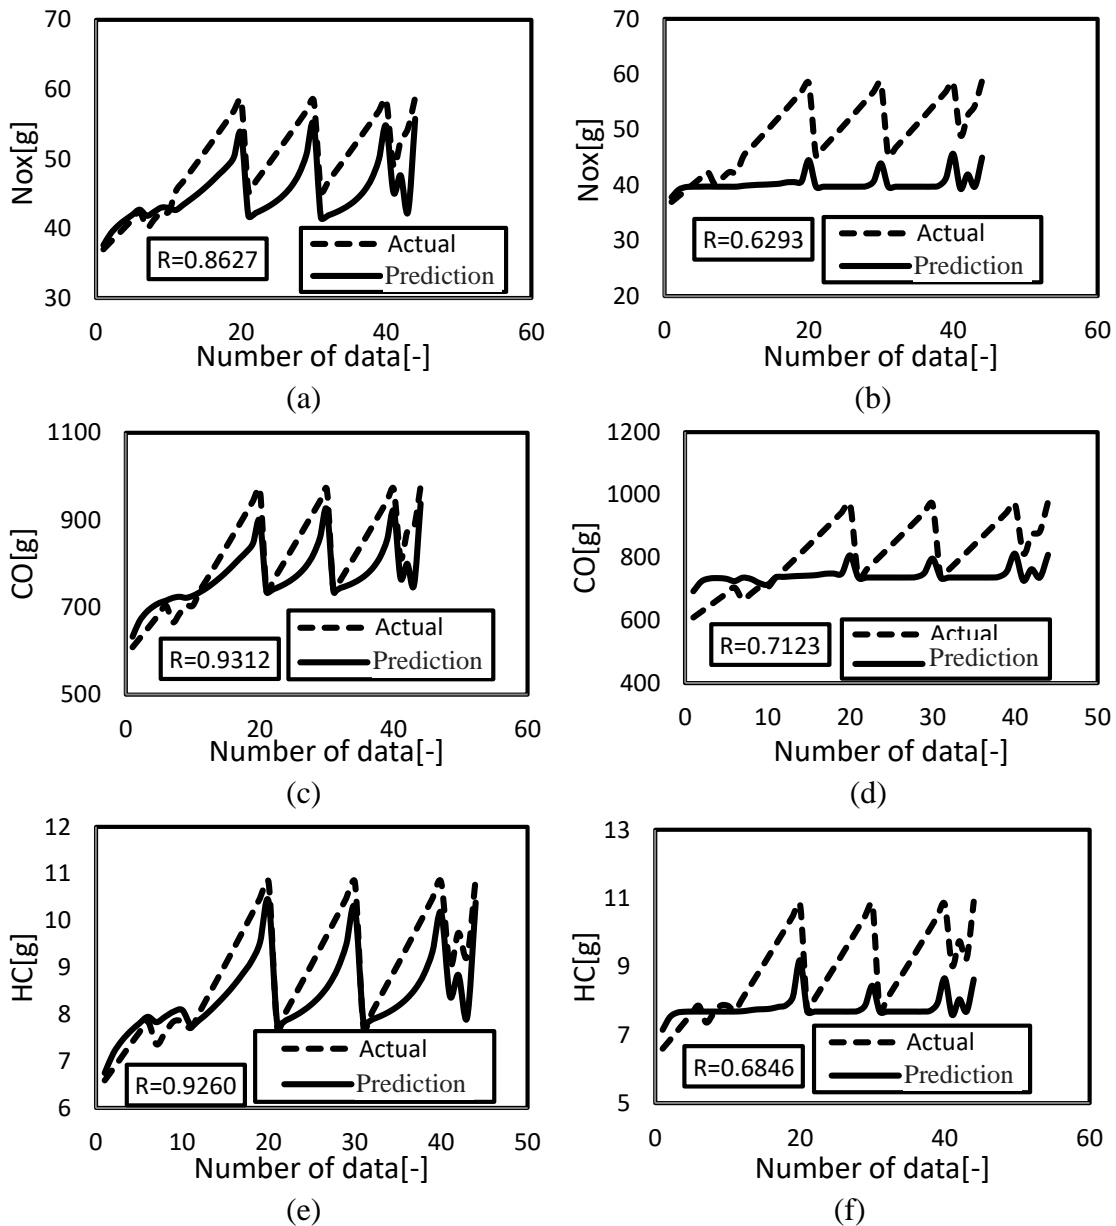 70
60
50
40
30
Nox[g]
R=0.8627
Actual
Prediction
0 20 40 60
Number of data[-]
(a)
70
60
50
40
30
20
Nox[g]
R=0.6293
Actual
Prediction
0 20 40 60
Number of data[-]
(b)
1100
900
700
500
CO[g]
R=0.9312
Actual
Prediction
0 20 40 60
Number of data[-]
(c)
1200
1000
800
600
400
CO[g]
R=0.7123
Actual
Prediction
0 10 20 30 40 50
Number of data[-]
(d)
12
11
10
9
8
7
6
HC[g]
R=0.9260
Actual
Prediction
0 10 20 30 40 50
Number of data[-]
(e)
13
11
9
7
5
HC[g]
R=0.6846
Actual
Prediction
0 20 40 60
Number of data[-]
(f)